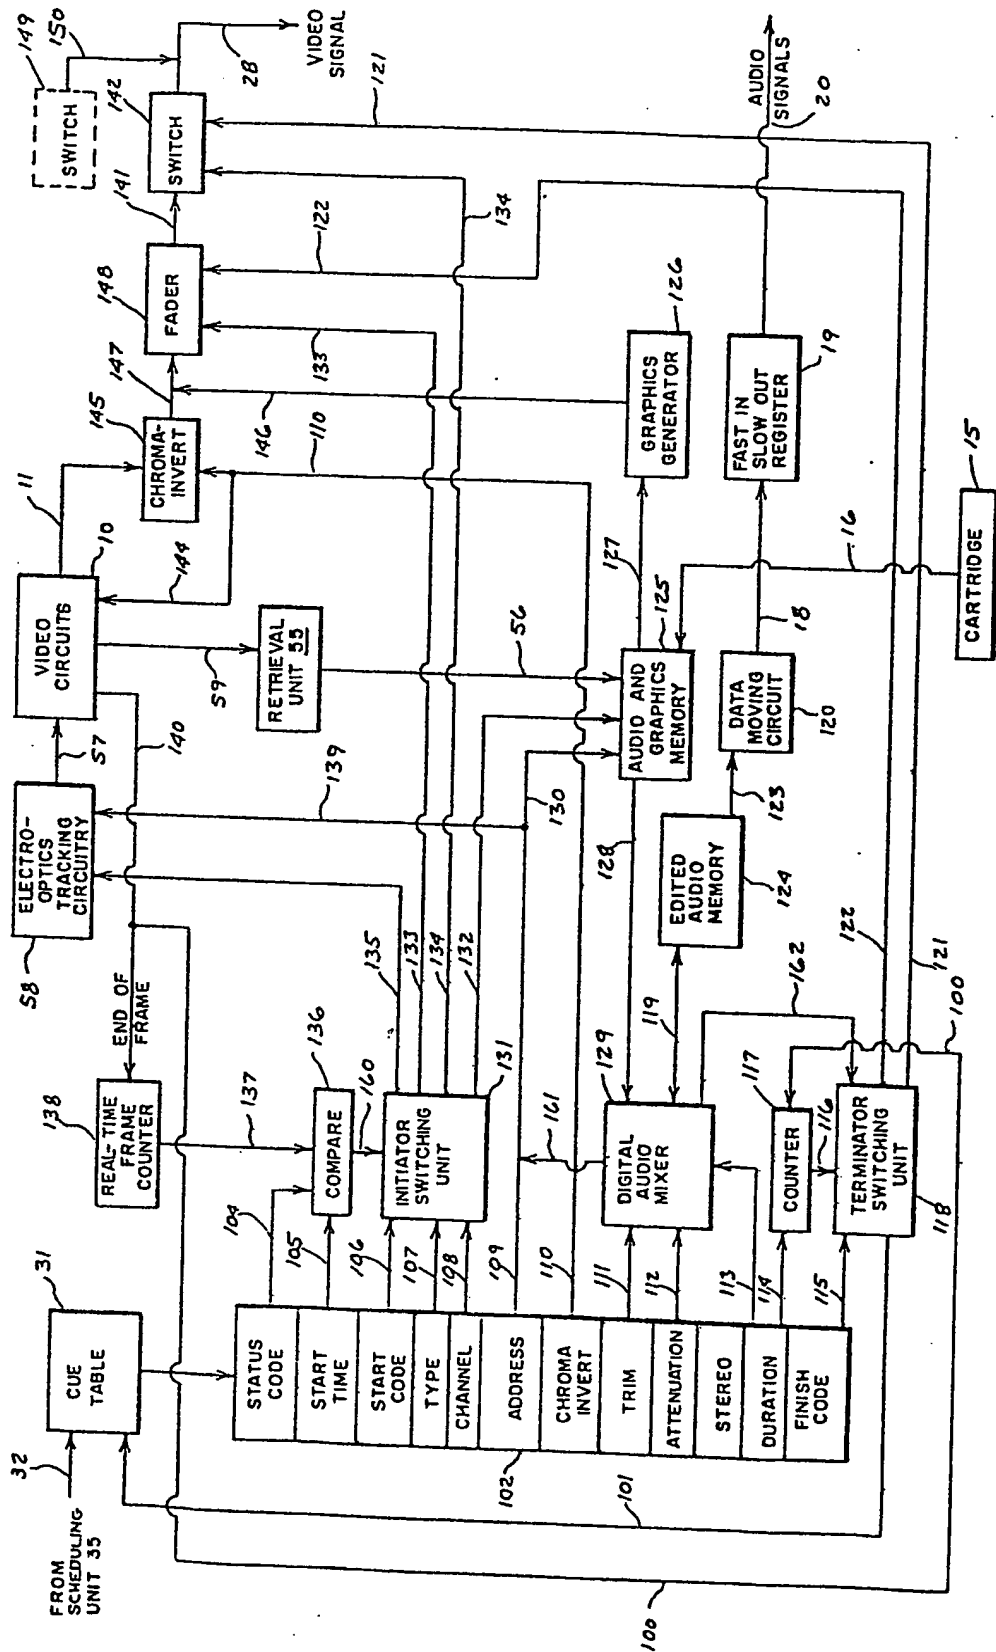 FROM
SCHEDULING
UNIT 35
32
31
CUE
TABLE
138
REAL-TIME
FRAME
COUNTER
END OF
FRAME
58
ELECTRO-
OPTICS
TRACKING
CIRCUITRY
57
VIDEO
CIRCUITS
10
11
140
144
59
RETRIEVAL
UNIT 55
56
145
CHROMA-
INVERT
147
148
FADER
141
142
SWITCH
149
SWITCH
150
28
VIDEO
SIGNAL
104
137
136
COMPARE
105
160
106
107
108
109
110
111
112
113
114
115
INITIATOR
SWITCHING
UNIT
131
135
133
134
132
139
130
146
110
133
122
134
121
102
STATUS
CODE
START
TIME
START
CODE
TYPE
CHANNEL
ADDRESS
CHROMA
INVERT
TRIM
ATTENUATION
STEREO
DURATION
FINISH
CODE
161
129
DIGITAL
AUDIO
MIXER
128
119
162
AUDIO AND
GRAPHICS
MEMORY
125
127
GRAPHICS
GENERATOR
126
EDITED
AUDIO
MEMORY
124
123
DATA
MOVING
CIRCUIT
120
18
FAST IN
SLOW OUT
REGISTER
19
AUDIO
SIGNALS
20
117
COUNTER
116
TERMINATOR
SWITCHING
UNIT
118
122
121
100
16
CARTRIDGE
15
101
100